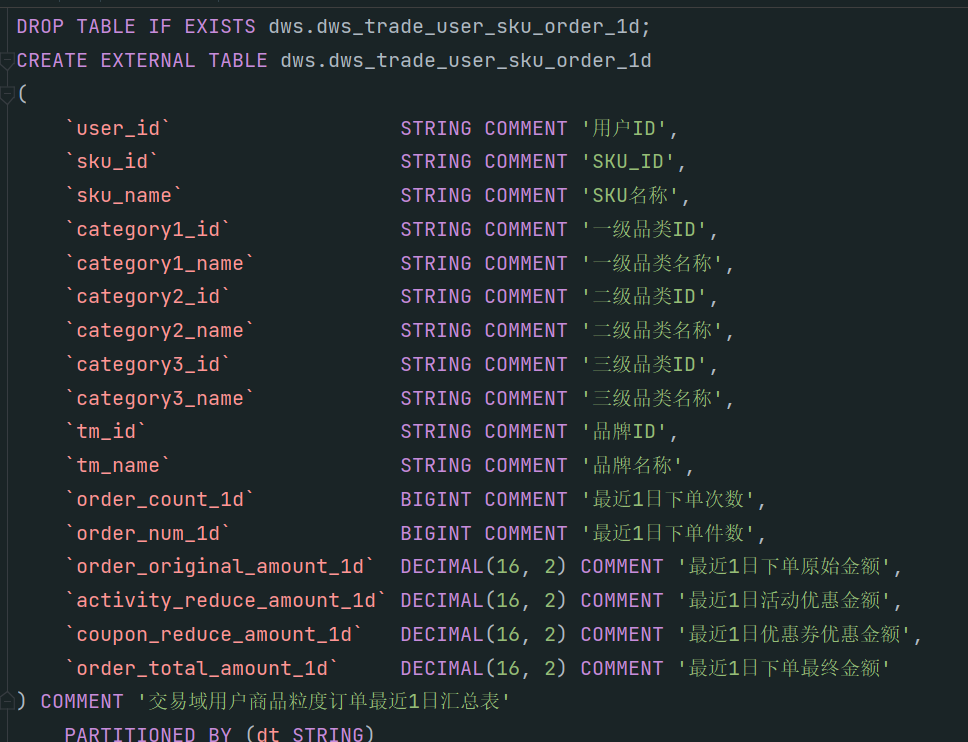 DROP TABLE IF EXISTS dws.dws_trade_user_sku_order_1d;
CREATE EXTERNAL TABLE dws.dws_trade_user_sku_order_1d
(
    `user_id`                   STRING COMMENT '用户ID',
    `sku_id`                    STRING COMMENT 'SKU_ID',
    `sku_name`                  STRING COMMENT 'SKU名称',
    `category1_id`              STRING COMMENT '一级品类ID',
    `category1_name`            STRING COMMENT '一级品类名称',
    `category2_id`              STRING COMMENT '二级品类ID',
    `category2_name`            STRING COMMENT '二级品类名称',
    `category3_id`              STRING COMMENT '三级品类ID',
    `category3_name`            STRING COMMENT '三级品类名称',
    `tm_id`                     STRING COMMENT '品牌ID',
    `tm_name`                   STRING COMMENT '品牌名称',
    `order_count_1d`            BIGINT COMMENT '最近1日下单次数',
    `order_num_1d`              BIGINT COMMENT '最近1日下单件数',
    `order_original_amount_1d`  DECIMAL(16, 2) COMMENT '最近1日下单原始金额',
    `activity_reduce_amount_1d` DECIMAL(16, 2) COMMENT '最近1日活动优惠金额',
    `coupon_reduce_amount_1d`   DECIMAL(16, 2) COMMENT '最近1日优惠券优惠金额',
    `order_total_amount_1d`     DECIMAL(16, 2) COMMENT '最近1日下单最终金额'
) COMMENT '交易域用户商品粒度订单最近1日汇总表'
    PARTITIONED BY (dt STRING)